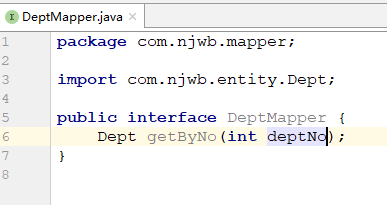 DeptMapper.java
1 package com.njwb.mapper;
2
3 import com.njwb.entity.Dept;
4
5 public interface DeptMapper {
6     Dept getByNo(int deptNo);
7 }
8